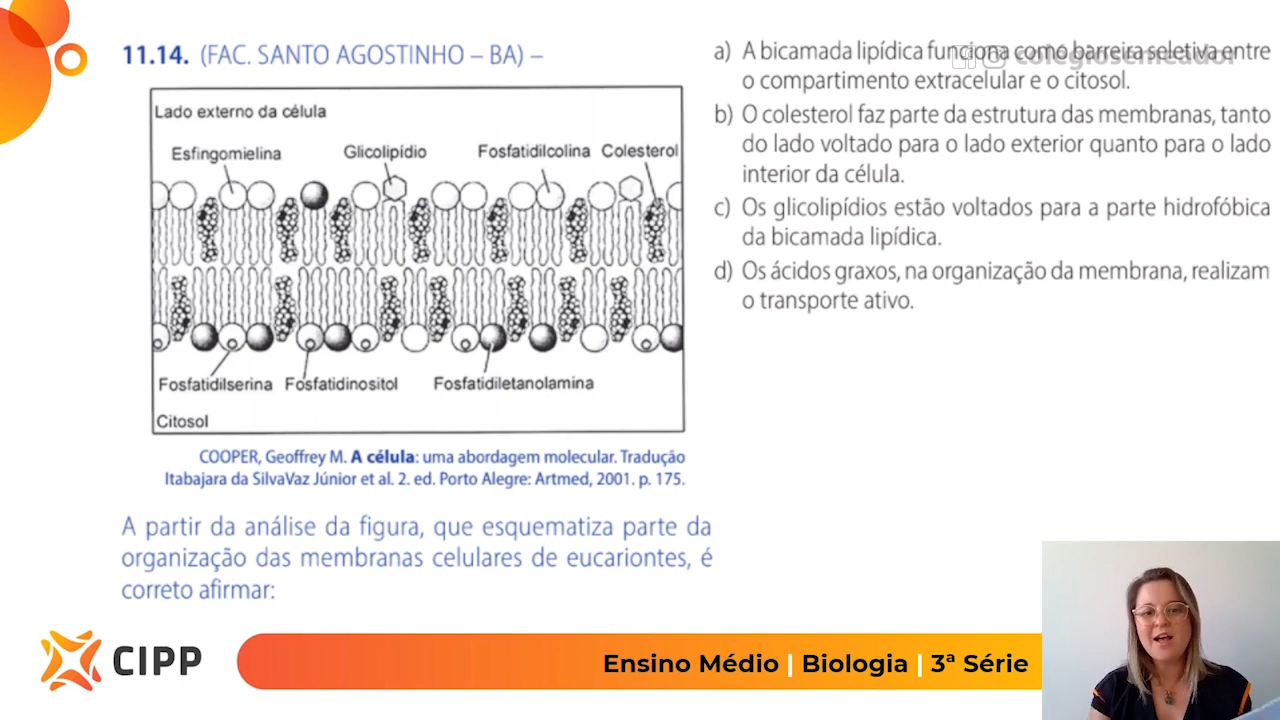 11.14. (FAC. SANTO AGOSTINHO – BA) –
Lado externo da célula
Esfingomielina Glicolipídio Fosfatidilcolina Colesterol
Fosfatidilserina Fosfatidinositol Fosfatidiletanolamina
Citosol
COOPER, Geoffrey M. A célula: uma abordagem molecular. Tradução
Itabajara da SilvaVaz Júnior et al. 2. ed. Porto Alegre: Artmed, 2001. p. 175.
A partir da análise da figura, que esquematiza parte da
organização das membranas celulares de eucariontes, é
correto afirmar:
a) A bicamada lipídica funciona como barreira seletiva entre
o compartimento extracelular e o citosol.
b) O colesterol faz parte da estrutura das membranas, tanto
do lado voltado para o lado exterior quanto para o lado
interior da célula.
c) Os glicolipídios estão voltados para a parte hidrofóbica
da bicamada lipídica.
d) Os ácidos graxos, na organização da membrana, realizam
o transporte ativo.
colegiosemeador
CIPP
Ensino Médio | Biologia | 3ª Série